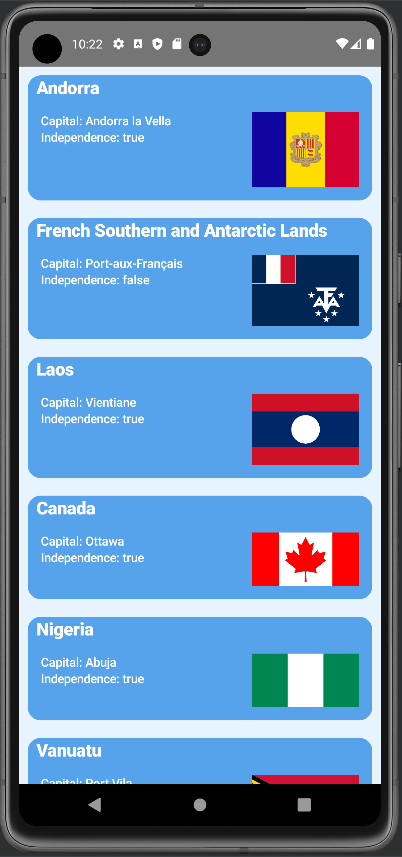 10:22
Andorra
Capital: Andorra la Vella
Independence: true
French Southern and Antarctic Lands
Capital: Port-aux-Français
Independence: false
Laos
Capital: Vientiane
Independence: true
Canada
Capital: Ottawa
Independence: true
Nigeria
Capital: Abuja
Independence: true
Vanuatu
Capital: Port Vila